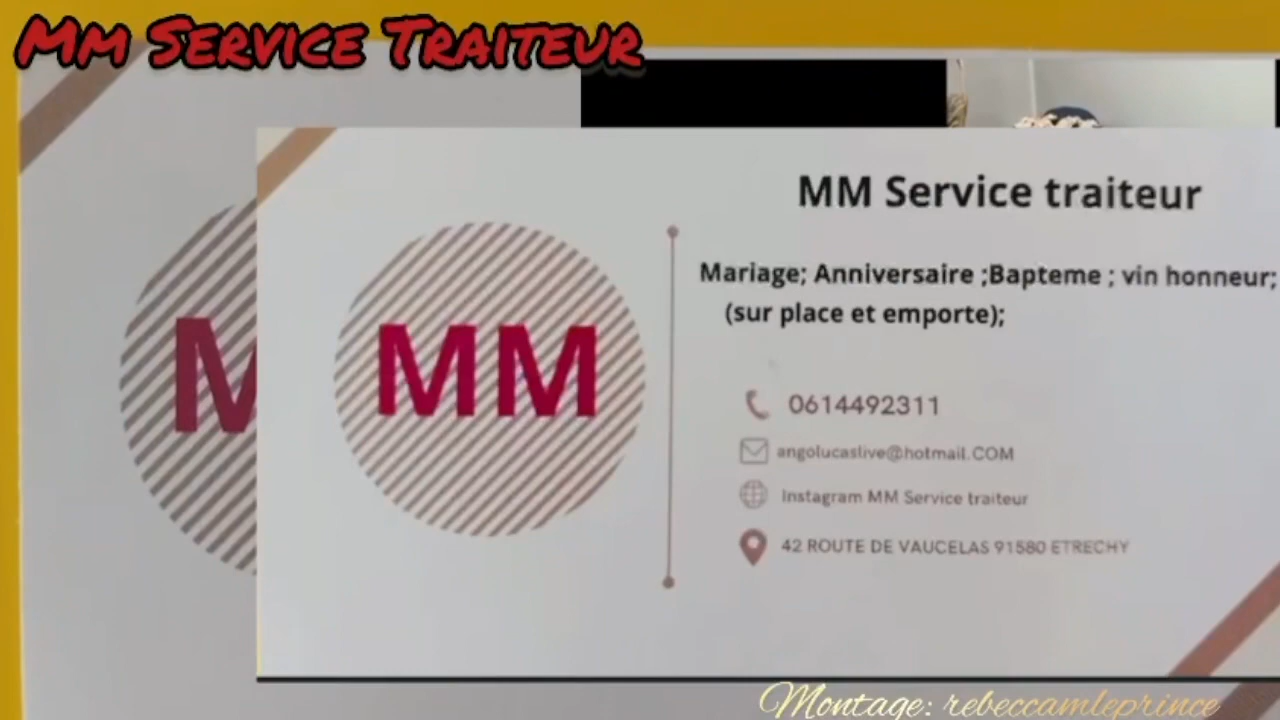 Mm Service Traiteur
M
MM
MM Service traiteur
Mariage; Anniversaire ;Bapteme ; vin honneur;
(sur place et emporte);
0614492311
angolucaslive@hotmail.COM
Instagram MM Service traiteur
42 ROUTE DE VAUCELAS 91580 ETRECHY
Montage: rebeccamleprince